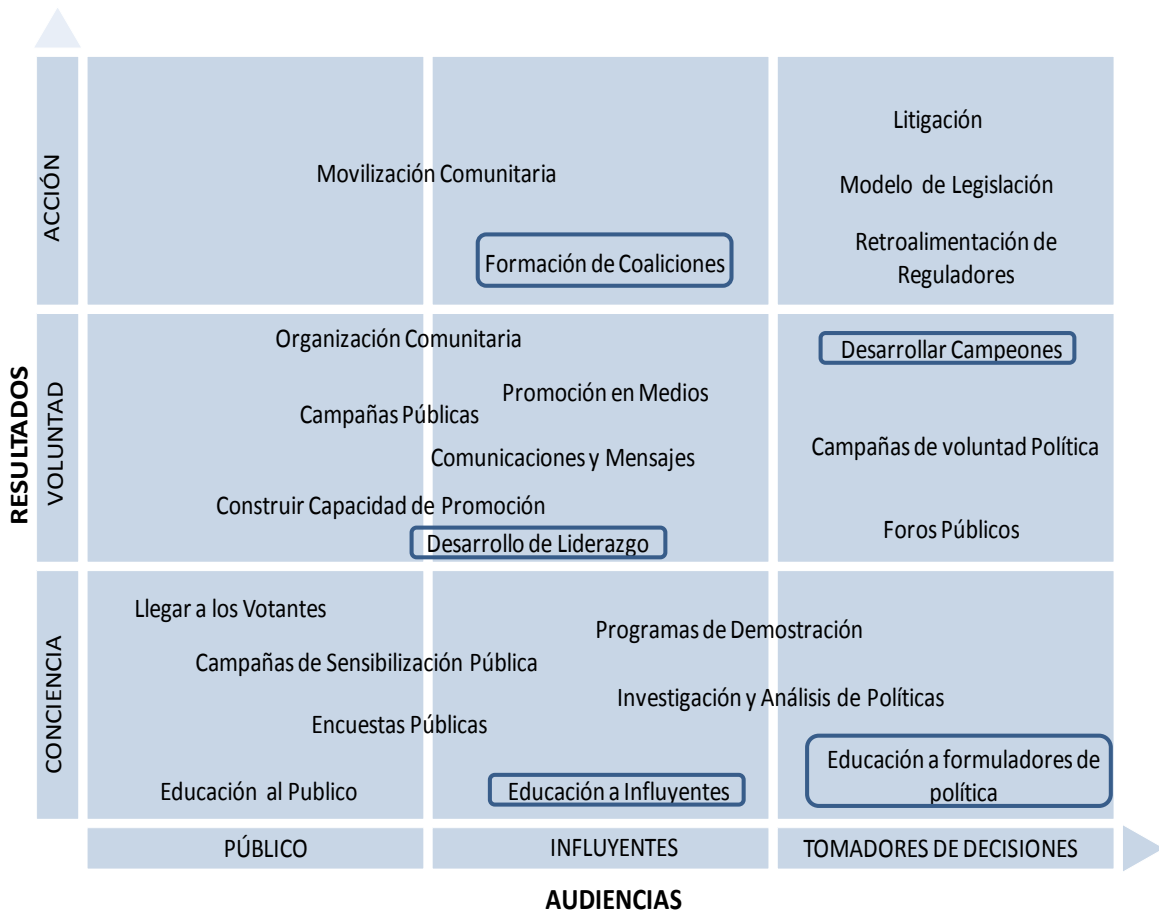 RESULTADOS
ACCIÓN
Litigación
Movilización Comunitaria
Modelo de Legislación
Formación de Coaliciones
Retroalimentación de
Reguladores
VOLUNTAD
Organización Comunitaria
Desarrollar Campeones
Promoción en Medios
Campañas Públicas
Comunicaciones y Mensajes
Campañas de voluntad Política
Construir Capacidad de Promoción
Desarrollo de Liderazgo
Foros Públicos
CONCIENCIA
Llegar a los Votantes
Programas de Demostración
Campañas de Sensibilización Pública
Investigación y Análisis de Políticas
Encuestas Públicas
Educación al Publico
Educación a Influyentes
Educación a formuladores de
política
PÚBLICO
INFLUYENTES
TOMADORES DE DECISIONES
AUDIENCIAS